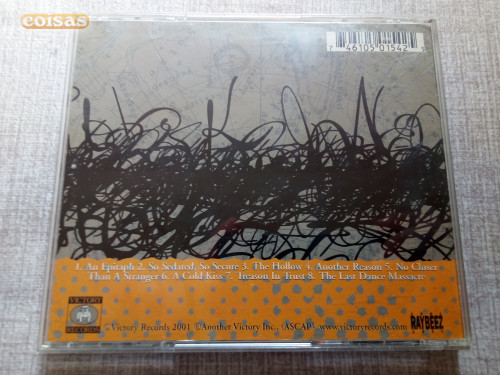 coisas
7 46105 01542
1. An Epitaph 2. So Sedated, So Secure 3. The Hollow 4. Another Reason 5. No Closer
Than A Stranger 6. A Cold Kiss 7. Treason In Trust 8. The Last Dance Massacre
VICTORY
RECORDS
Victory Records 2001 ©Another Victory Inc., (ASCAP) www.victoryrecords.com
RAYBEEZ